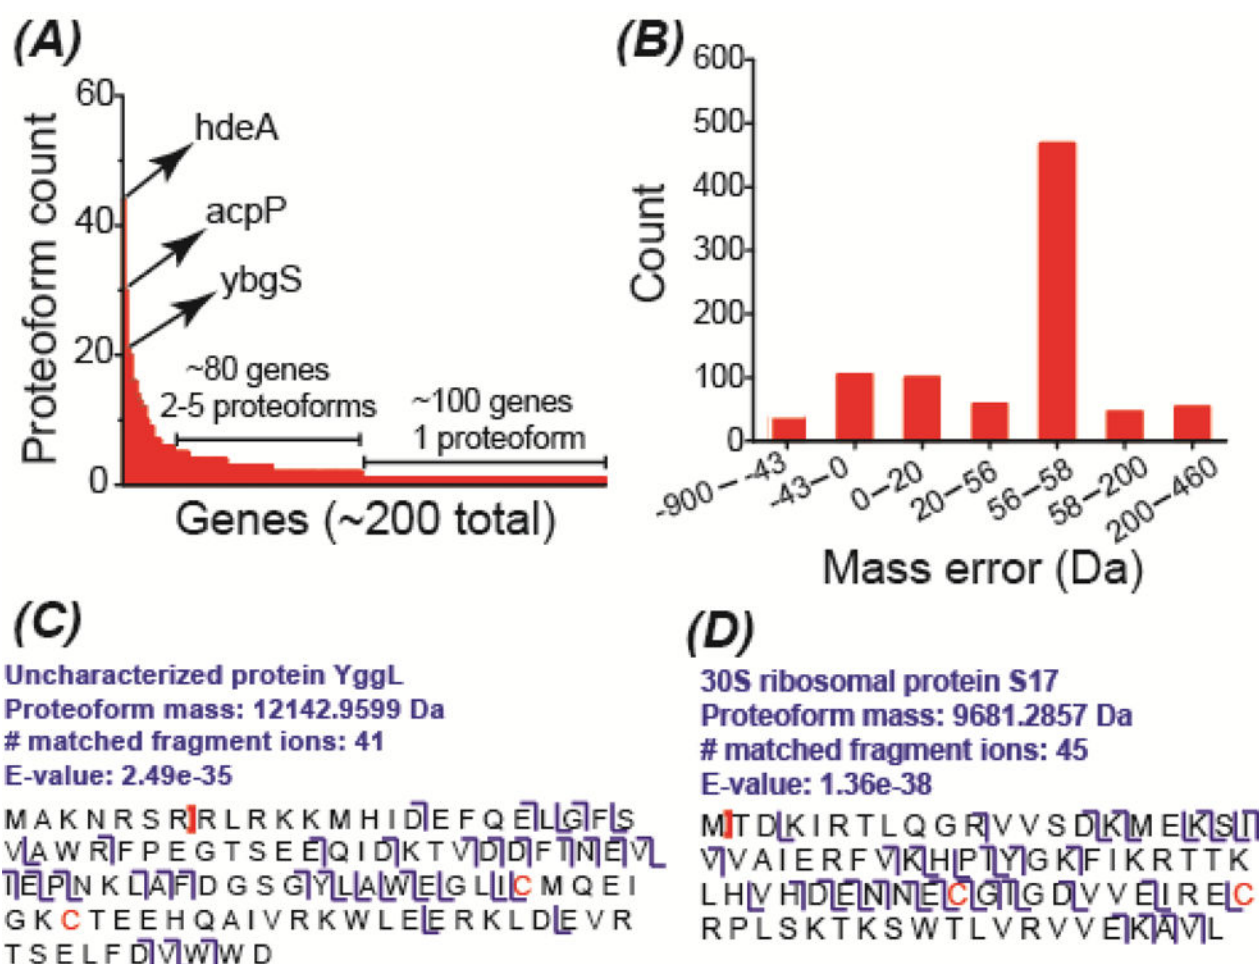 (A)
Proteoform count
60
40
20
0
hdeA
acpP
ybgS
~80 genes
2-5 proteoforms
~100 genes
1 proteoform
Genes (~200 total)
(B)
Count
600
500
400
300
200
100
0
-900 – -43
-43–0
0–20
20–56
56–58
58–200
200–460
Mass error (Da)
(C)
Uncharacterized protein YggL
Proteoform mass: 12142.9599 Da
# matched fragment ions: 41
E-value: 2.49e-35
M A K N R S R R L R K K M H I D E F Q E L G F S
V A W R F P E G T S E E Q I D K T V D D F I N E V
I E P N K L A F D G S G Y L A W E G L I C M Q E I
G K C T E E H Q A I V R K W L E E R K L D E V R
T S E L F D V W W D
(D)
30S ribosomal protein S17
Proteoform mass: 9681.2857 Da
# matched fragment ions: 45
E-value: 1.36e-38
M T D K I R T L Q G R V V S D K M E K S I
V V A I E R F V K H P I Y G K F I K R T T K
L H V H D E N N E C G I G D V V E I R E C
R P L S K T K S W T L V R V V E K A V L